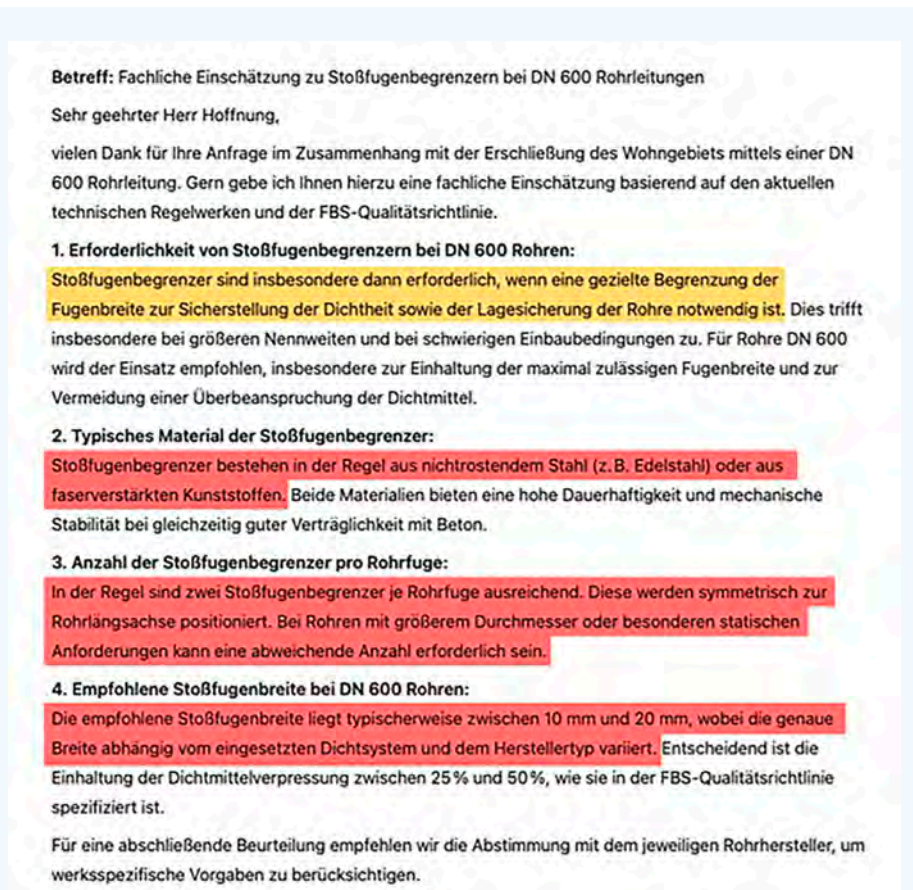 Betreff: Fachliche Einschätzung zu Stoßfugenbegrenzern bei DN 600 Rohrleitungen
Sehr geehrter Herr Hoffnung,
vielen Dank für Ihre Anfrage im Zusammenhang mit der Erschließung des Wohngebiets mittels einer DN
600 Rohrleitung. Gern gebe ich Ihnen hierzu eine fachliche Einschätzung basierend auf den aktuellen
technischen Regelwerken und der FBS-Qualitätsrichtlinie.
1. Erforderlichkeit von Stoßfugenbegrenzern bei DN 600 Rohren:
Stoßfugenbegrenzer sind insbesondere dann erforderlich, wenn eine gezielte Begrenzung der
Fugenbreite zur Sicherstellung der Dichtheit sowie der Lagesicherung der Rohre notwendig ist. Dies trifft
insbesondere bei größeren Nennweiten und bei schwierigen Einbaubedingungen zu. Für Rohre DN 600
wird der Einsatz empfohlen, insbesondere zur Einhaltung der maximal zulässigen Fugenbreite und zur
Vermeidung einer Überbeanspruchung der Dichtmittel.
2. Typisches Material der Stoßfugenbegrenzer:
Stoßfugenbegrenzer bestehen in der Regel aus nichtrostendem Stahl (z. B. Edelstahl) oder aus
faserverstärkten Kunststoffen. Beide Materialien bieten eine hohe Dauerhaftigkeit und mechanische
Stabilität bei gleichzeitig guter Verträglichkeit mit Beton.
3. Anzahl der Stoßfugenbegrenzer pro Rohrfuge:
In der Regel sind zwei Stoßfugenbegrenzer je Rohrfuge ausreichend. Diese werden symmetrisch zur
Rohrlängsachse positioniert. Bei Rohren mit größerem Durchmesser oder besonderen statischen
Anforderungen kann eine abweichende Anzahl erforderlich sein.
4. Empfohlene Stoßfugenbreite bei DN 600 Rohren:
Die empfohlene Stoßfugenbreite liegt typischerweise zwischen 10 mm und 20 mm, wobei die genaue
Breite abhängig vom eingesetzten Dichtsystem und dem Herstellertyp variiert. Entscheidend ist die
Einhaltung der Dichtmittelverpressung zwischen 25 % und 50 %, wie sie in der FBS-Qualitätsrichtlinie
spezifiziert ist.
Für eine abschließende Beurteilung empfehlen wir die Abstimmung mit dem jeweiligen Rohrhersteller, um
werksspezifische Vorgaben zu berücksichtigen.